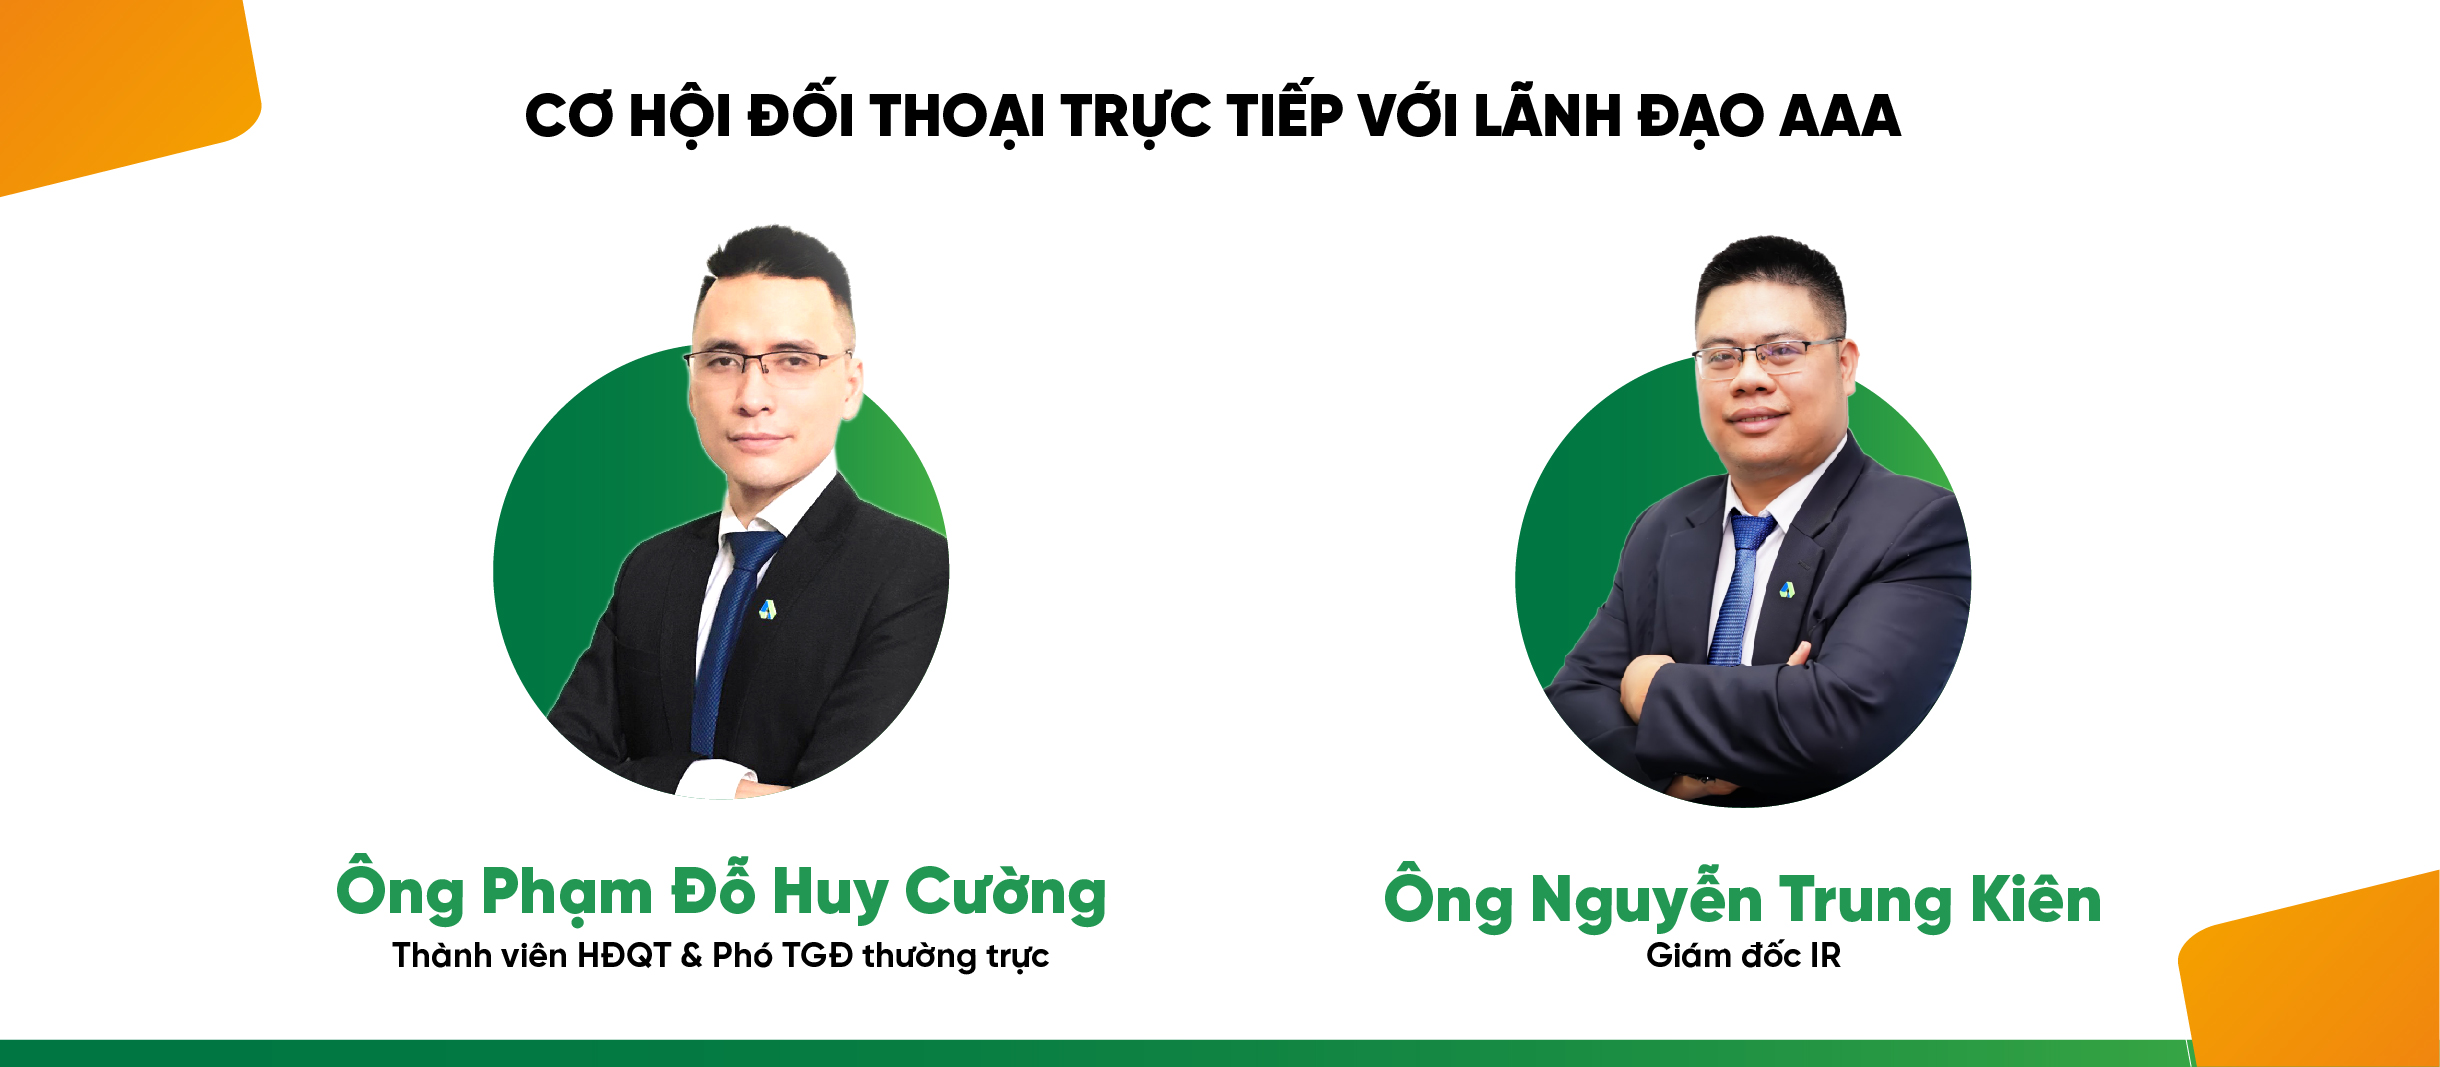 CƠ HỘI ĐỐI THOẠI TRỰC TIẾP VỚI LÃNH ĐẠO AAA
Ông Phạm Đỗ Huy Cường
Thành viên HĐQT & Phó TGĐ thường trực
Ông Nguyễn Trung Kiên
Giám đốc IR